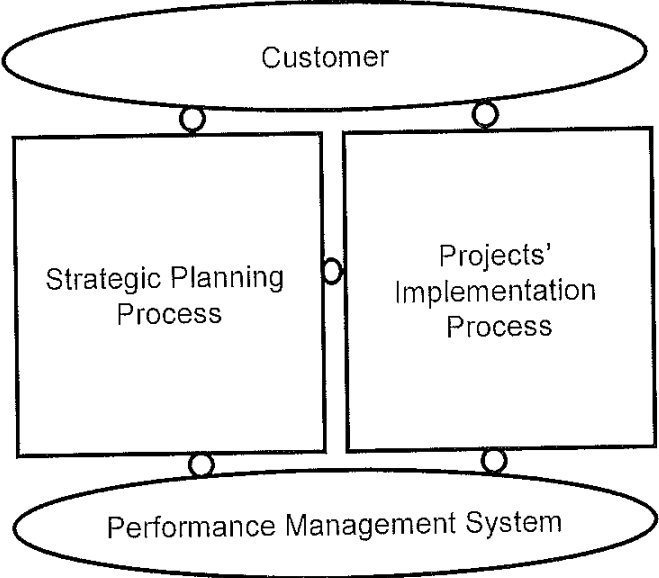 Customer
Strategic Planning
Process
Projects'
Implementation
Process
Performance Management System